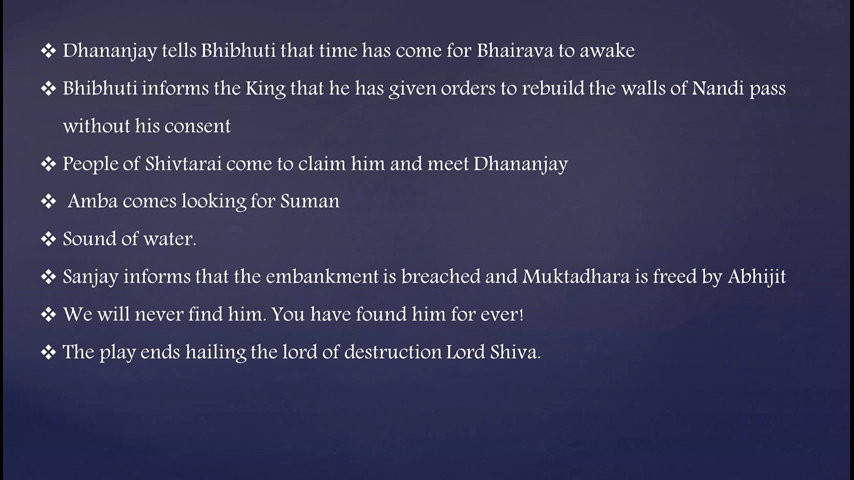 ❖ Dhananjay tells Bhibhuti that time has come for Bhairava to awake
❖ Bhibhuti informs the King that he has given orders to rebuild the walls of Nandi pass
without his consent
❖ People of Shivtarai come to claim him and meet Dhananjay
❖ Amba comes looking for Suman
❖ Sound of water.
❖ Sanjay informs that the embankment is breached and Muktadhara is freed by Abhijit
❖ We will never find him. You have found him for ever!
❖ The play ends hailing the lord of destruction Lord Shiva.